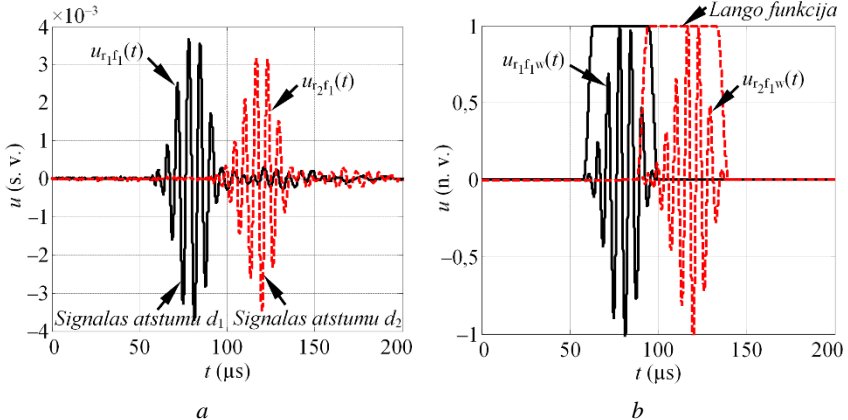 ×10⁻³
4
3
2
1
0
−1
−2
−3
−4
u (s. v.)
u_r₁f₁(t)
u_r₂f₁(t)
Signalas atstumu d₁
Signalas atstumu d₂
0 50 100 150 200
t (µs)
a
Lango funkcija
1
0,5
0
−0,5
−1
u (n. v.)
u_r₁f₁w(t)
u_r₂f₁w(t)
0 50 100 150 200
t (µs)
b